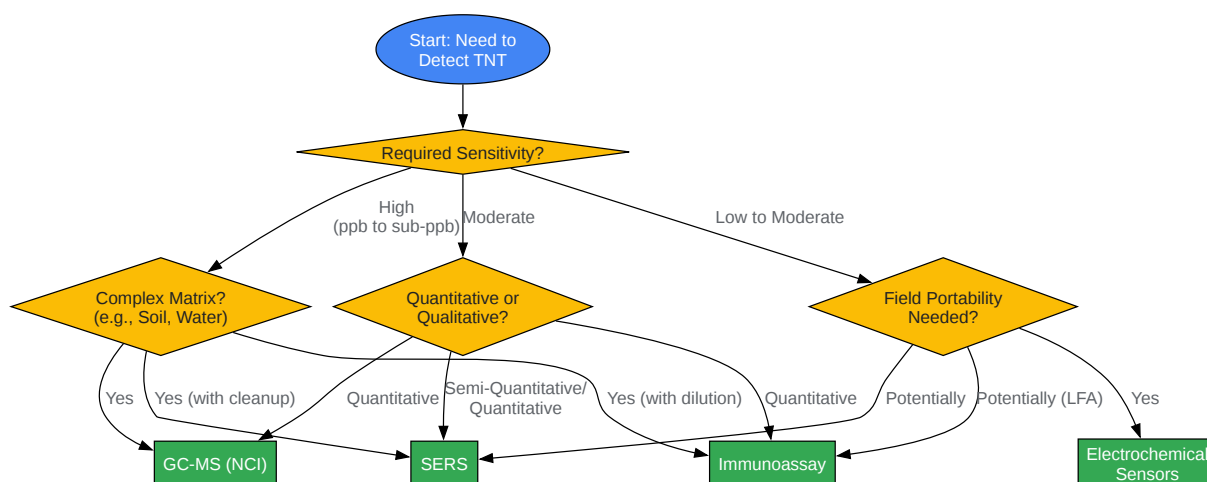 Start: Need to
Detect TNT
Required Sensitivity?
High
(ppb to sub-ppb)
Moderate
Low to Moderate
Complex Matrix?
(e.g., Soil, Water)
Quantitative or
Qualitative?
Field Portability
Needed?
Yes
Yes (with cleanup)
Quantitative
Semi-Quantitative/
Quantitative
Yes (with dilution)
Quantitative
Potentially
Potentially (LFA)
Yes
GC-MS (NCI)
SERS
Immunoassay
Electrochemical
Sensors